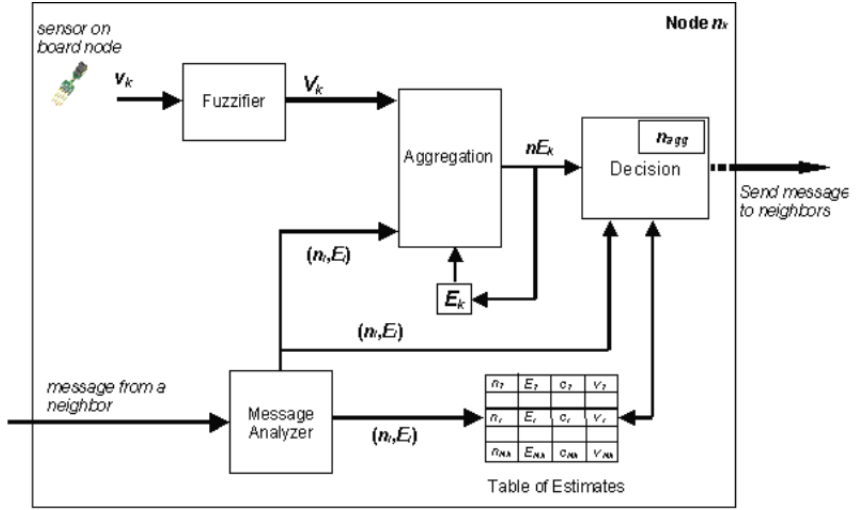 sensor on
board node
Node nₖ
vₖ
Fuzzifier
Vₖ
Aggregation
nEₖ
n_agg
Decision
Send message
to neighbors
(nᵢ,Eᵢ)
Eₖ
(nᵢ,Eᵢ)
message from a
neighbor
Message
Analyzer
(nᵢ,Eᵢ)
Table of Estimates